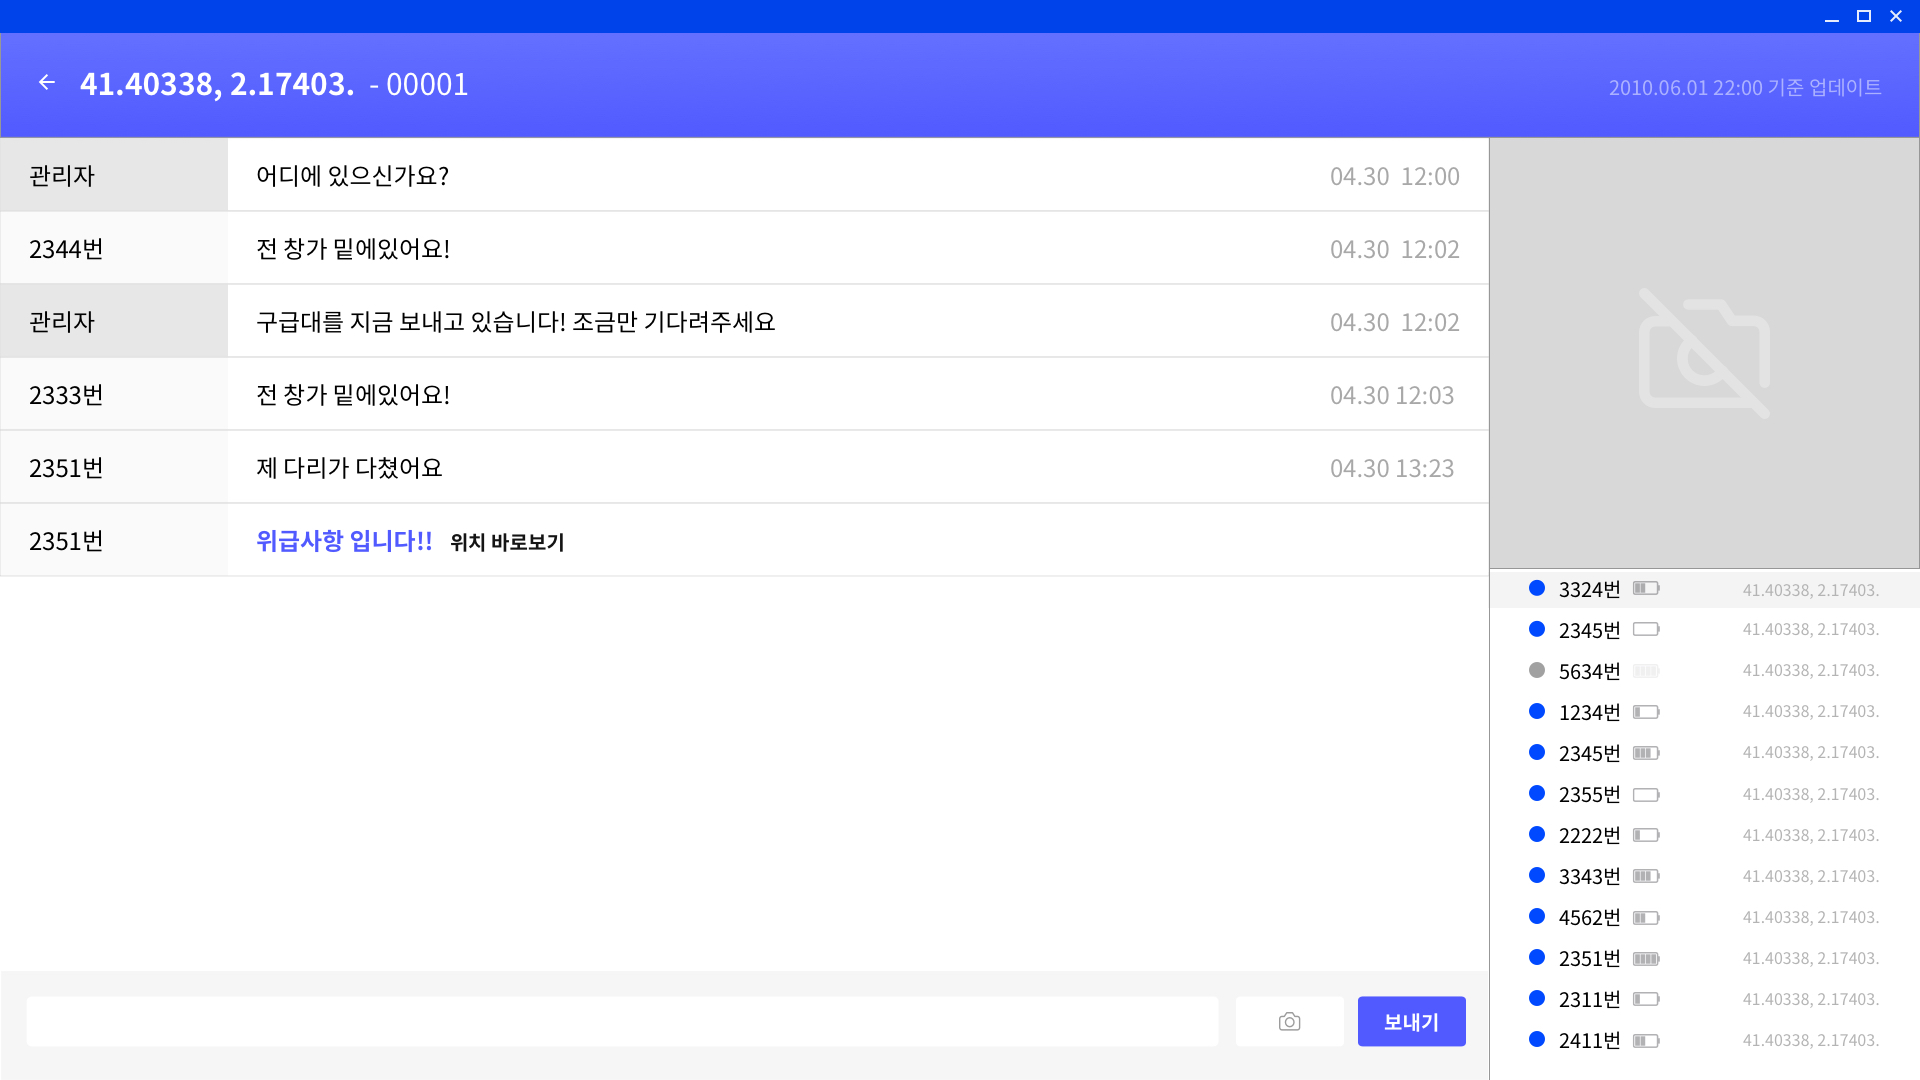 41.40338, 2.17403. - 00001
2010.06.01 22:00 기준 업데이트
관리자 어디에 있으신가요? 04.30 12:00
2344번 전 창가 밑에있어요! 04.30 12:02
관리자 구급대를 지금 보내고 있습니다! 조금만 기다려주세요 04.30 12:02
2333번 전 창가 밑에있어요! 04.30 12:03
2351번 제 다리가 다쳤어요 04.30 13:23
2351번 위급사항 입니다!! 위치 바로보기
보내기
3324번 41.40338, 2.17403.
2345번 41.40338, 2.17403.
5634번 41.40338, 2.17403.
1234번 41.40338, 2.17403.
2345번 41.40338, 2.17403.
2355번 41.40338, 2.17403.
2222번 41.40338, 2.17403.
3343번 41.40338, 2.17403.
4562번 41.40338, 2.17403.
2351번 41.40338, 2.17403.
2311번 41.40338, 2.17403.
2411번 41.40338, 2.17403.